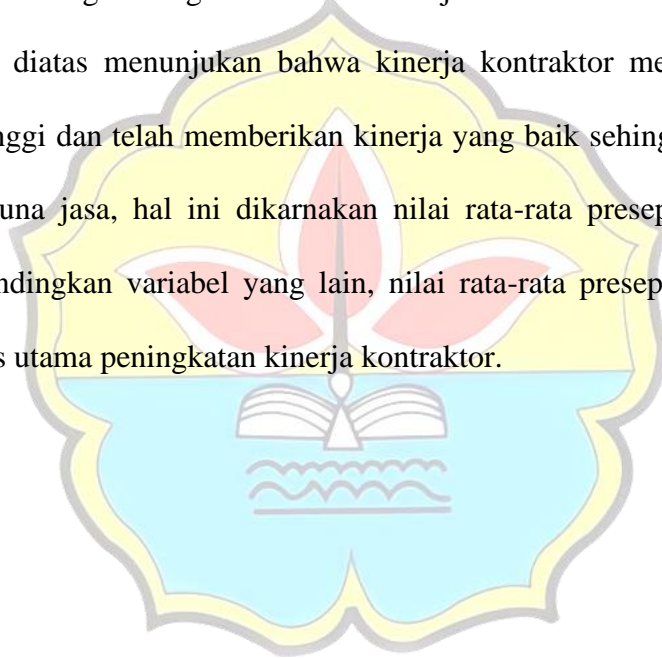 diatas menunjukan bahwa kinerja kontraktor me
nggi dan telah memberikan kinerja yang baik sehing
una jasa, hal ini dikarnakan nilai rata-rata presep
ndingkan variabel yang lain, nilai rata-rata presep
s utama peningkatan kinerja kontraktor.